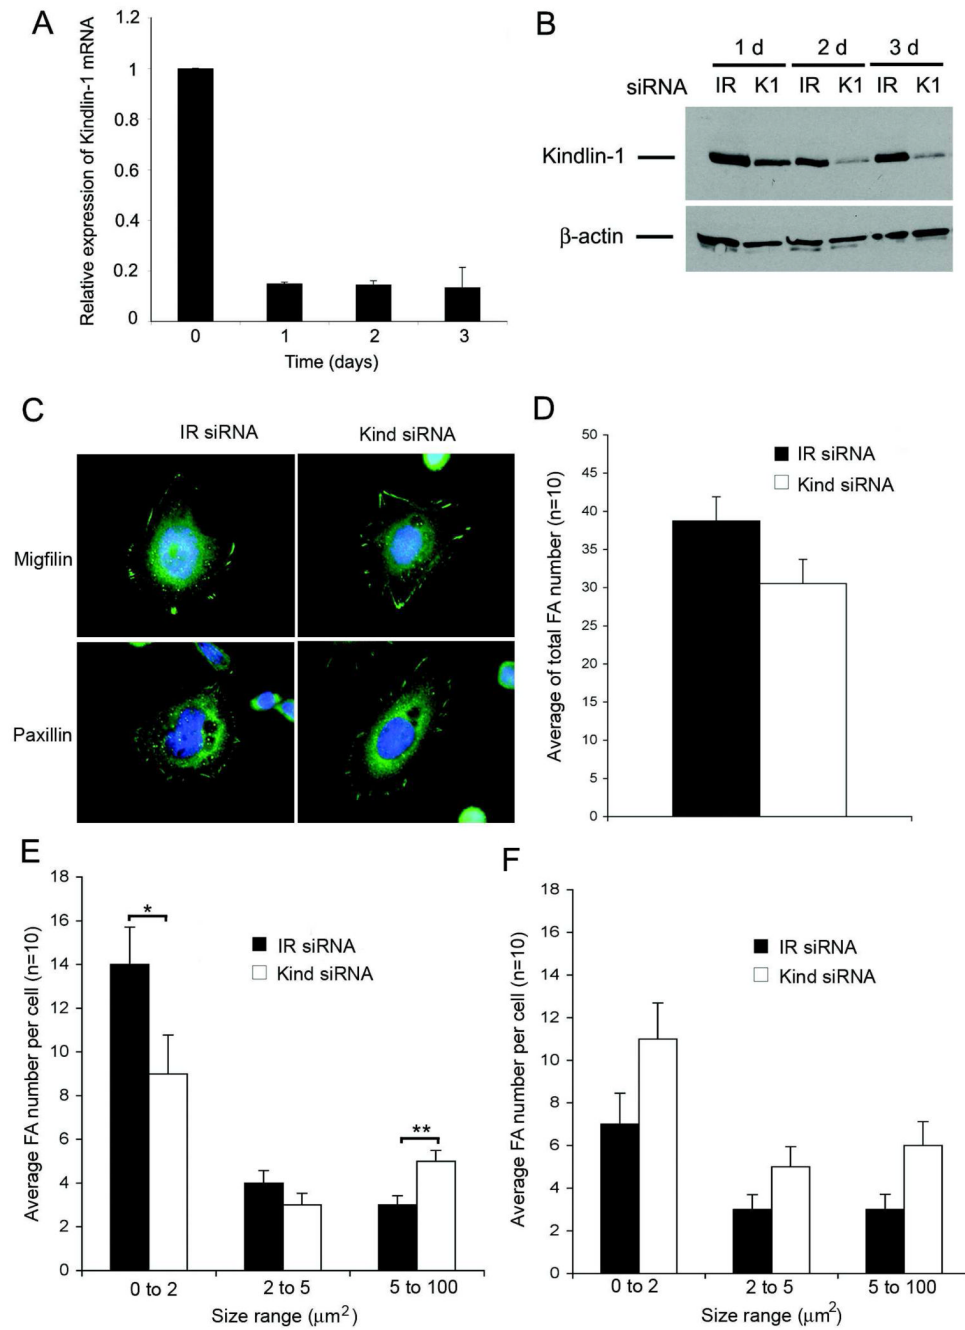 A
Relative expression of Kindlin-1 mRNA
1.2
1
0.8
0.6
0.4
0.2
0
0 1 2 3
Time (days)
B
1 d 2 d 3 d
siRNA IR K1 IR K1 IR K1
Kindlin-1
β-actin
C
IR siRNA Kind siRNA
Migfilin
Paxillin
D
Average of total FA number (n=10)
50
45
40
35
30
25
20
15
10
5
0
IR siRNA
Kind siRNA
E
Average FA number per cell (n=10)
18
16
14
12
10
8
6
4
2
0
*
**
IR siRNA
Kind siRNA
0 to 2 2 to 5 5 to 100
Size range (μm²)
F
Average FA number per cell (n=10)
18
16
14
12
10
8
6
4
2
0
IR siRNA
Kind siRNA
0 to 2 2 to 5 5 to 100
Size range (μm²)